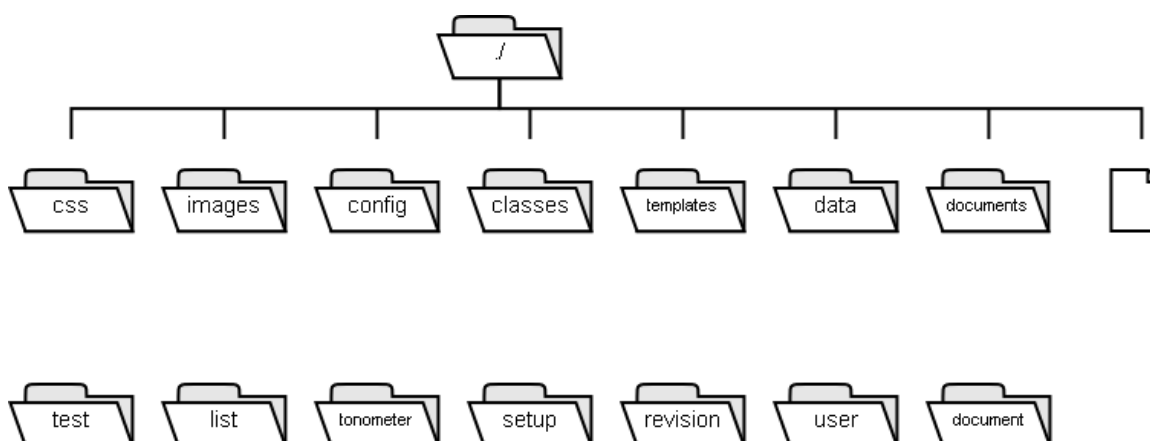 ./
css images config classes templates data documents
test list tonometer setup revision user document